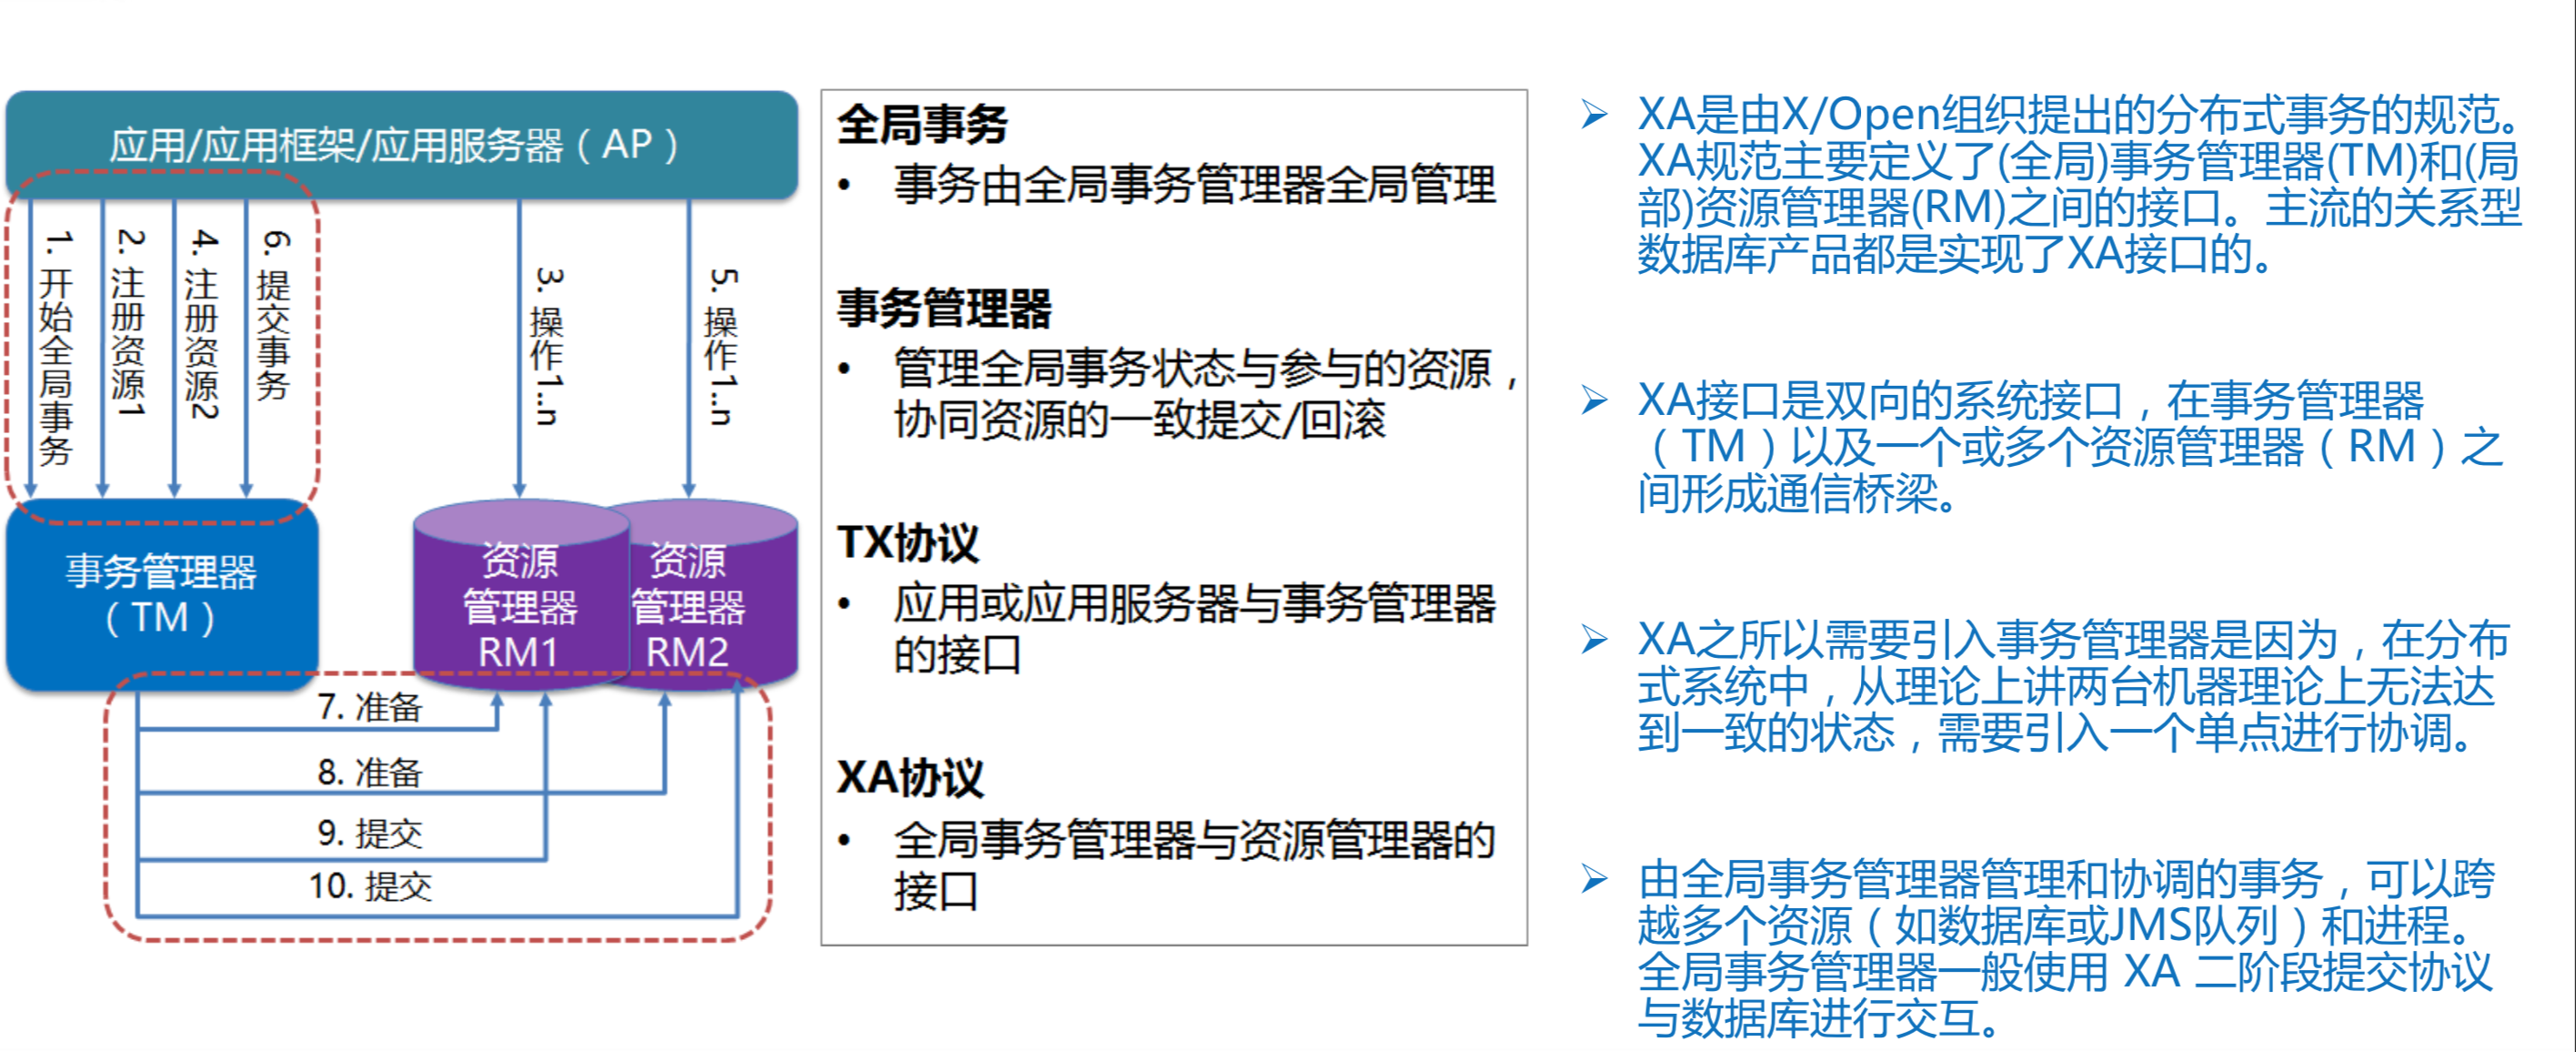 应用/应用框架/应用服务器（AP）
1. 开始全局事务
2. 注册资源1
4. 注册资源2
6. 提交事务
3. 操作1..n
5. 操作1..n
事务管理器
（TM）
资源
管理器
RM1
资源
管理器
RM2
7. 准备
8. 准备
9. 提交
10. 提交
全局事务
• 事务由全局事务管理器全局管理
事务管理器
• 管理全局事务状态与参与的资源，
协同资源的一致提交/回滚
TX协议
• 应用或应用服务器与事务管理器
的接口
XA协议
• 全局事务管理器与资源管理器的
接口
➢ XA是由X/Open组织提出的分布式事务的规范。
XA规范主要定义了(全局)事务管理器(TM)和(局
部)资源管理器(RM)之间的接口。主流的关系型
数据库产品都是实现了XA接口的。
➢ XA接口是双向的系统接口，在事务管理器
（TM）以及一个或多个资源管理器（RM）之
间形成通信桥梁。
➢ XA之所以需要引入事务管理器是因为，在分布
式系统中，从理论上讲两台机器理论上无法达
到一致的状态，需要引入一个单点进行协调。
➢ 由全局事务管理器管理和协调的事务，可以跨
越多个资源（如数据库或JMS队列）和进程。
全局事务管理器一般使用 XA 二阶段提交协议
与数据库进行交互。